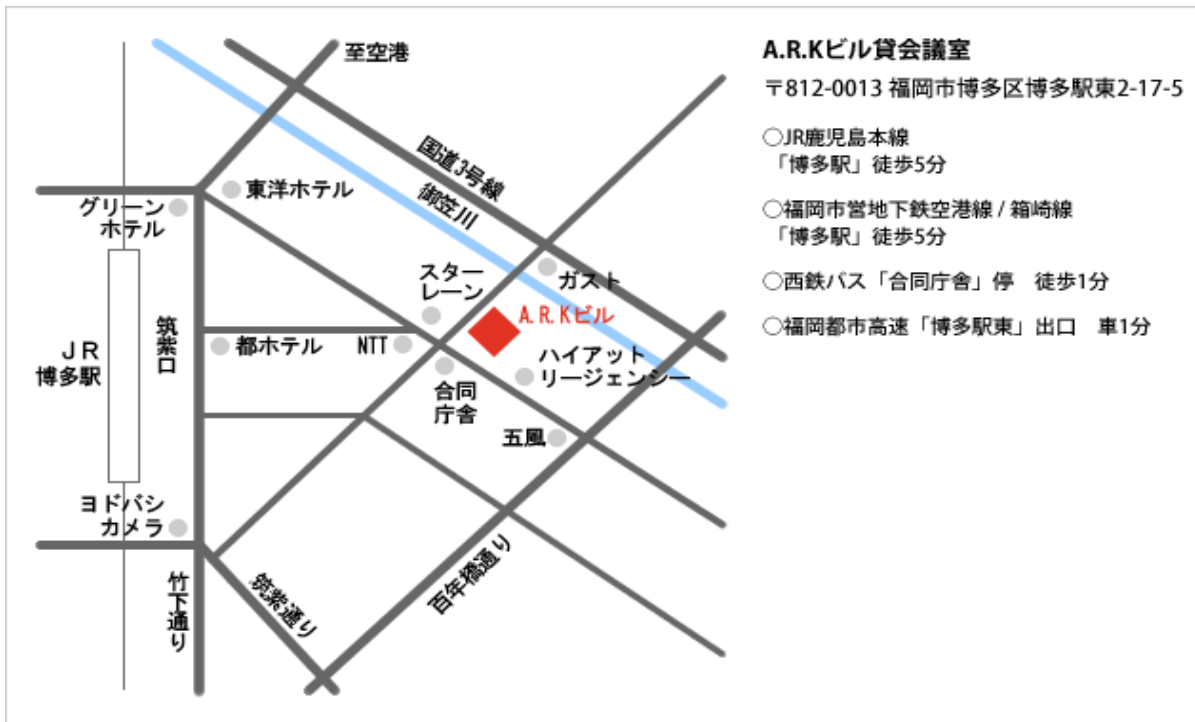 至空港
国道3号線
御笠川
東洋ホテル
グリーン
ホテル
スター
レーン
ガスト
A.R.Kビル
筑紫口
都ホテル
NTT
ハイアット
リージェンシー
JR
博多駅
合同
庁舎
五風
ヨドバシ
カメラ
竹下通り
筑紫通り
百年橋通り
A.R.Kビル貸会議室
〒812-0013 福岡市博多区博多駅東2-17-5
○JR鹿児島本線
「博多駅」徒歩5分
○福岡市営地下鉄空港線 / 箱崎線
「博多駅」徒歩5分
○西鉄バス「合同庁舎」停　徒歩1分
○福岡都市高速「博多駅東」出口　車1分